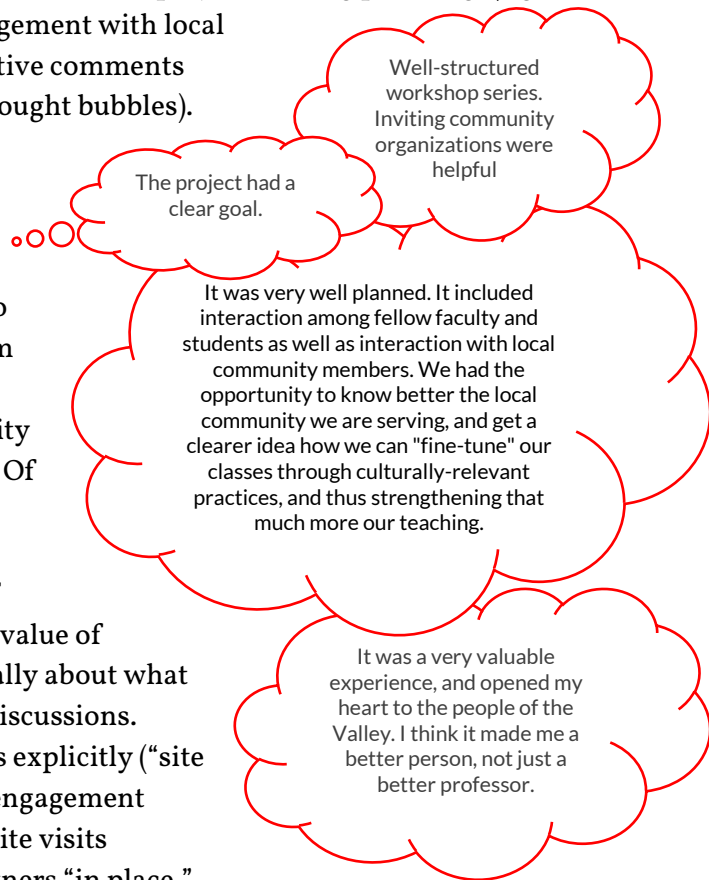 gement with local
tive comments
ought bubbles).
Well-structured
workshop series.
Inviting community
organizations were
helpful
The project had a
clear goal.
It was very well planned. It included
interaction among fellow faculty and
students as well as interaction with local
community members. We had the
opportunity to know better the local
community we are serving, and get a
clearer idea how we can "fine-tune" our
classes through culturally-relevant
practices, and thus strengthening that
much more our teaching.
ity
Of
value of
ally about what
iscussions.
s explicitly (“site
engagement
ite visits
ners “in place.”
It was a very valuable
experience, and opened my
heart to the people of the
Valley. I think it made me a
better person, not just a
better professor.